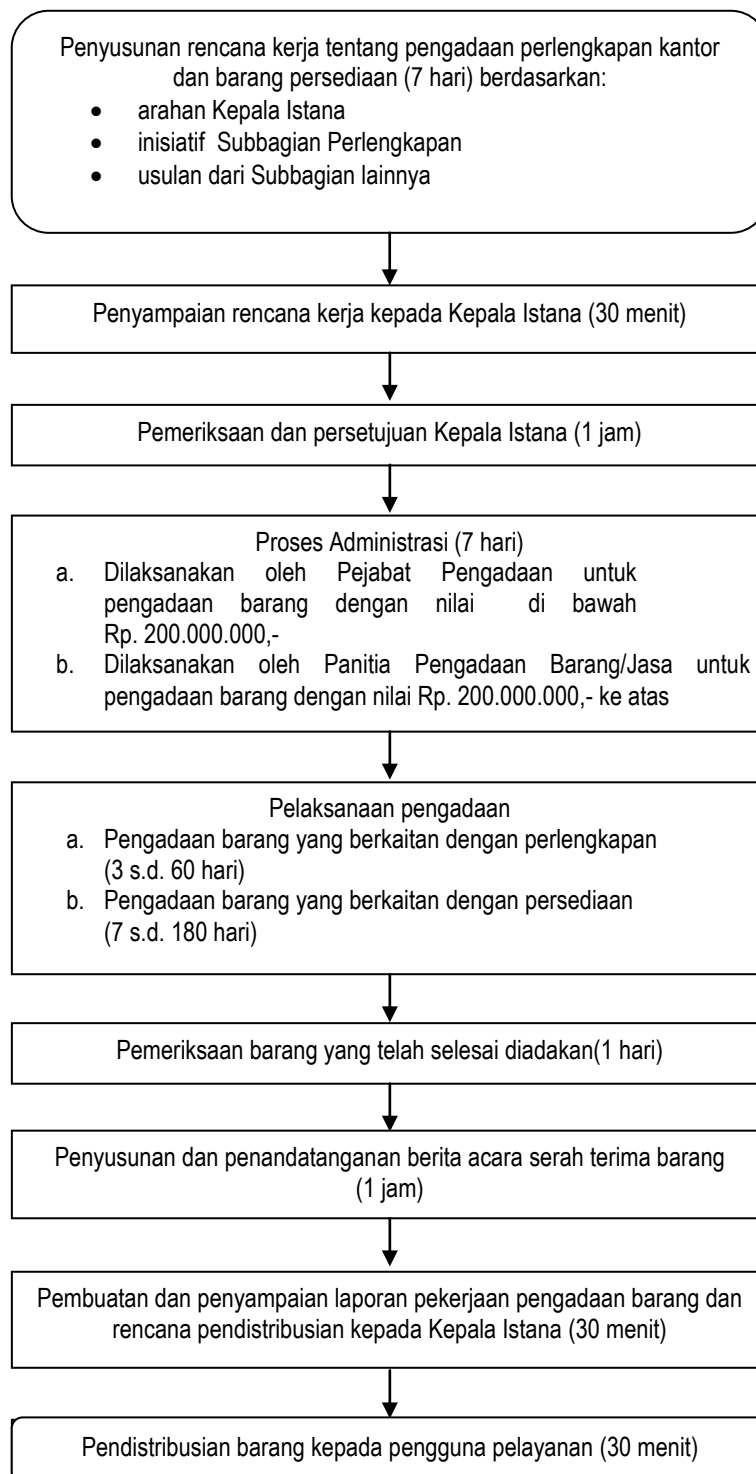 Penyusunan rencana kerja tentang pengadaan perlengkapan kantor
dan barang persediaan (7 hari) berdasarkan:
• arahan Kepala Istana
• inisiatif Subbagian Perlengkapan
• usulan dari Subbagian lainnya
Penyampaian rencana kerja kepada Kepala Istana (30 menit)
Pemeriksaan dan persetujuan Kepala Istana (1 jam)
Proses Administrasi (7 hari)
a. Dilaksanakan oleh Pejabat Pengadaan untuk
pengadaan barang dengan nilai di bawah
Rp. 200.000.000,-
b. Dilaksanakan oleh Panitia Pengadaan Barang/Jasa untuk
pengadaan barang dengan nilai Rp. 200.000.000,- ke atas
Pelaksanaan pengadaan
a. Pengadaan barang yang berkaitan dengan perlengkapan
(3 s.d. 60 hari)
b. Pengadaan barang yang berkaitan dengan persediaan
(7 s.d. 180 hari)
Pemeriksaan barang yang telah selesai diadakan(1 hari)
Penyusunan dan penandatanganan berita acara serah terima barang
(1 jam)
Pembuatan dan penyampaian laporan pekerjaan pengadaan barang dan
rencana pendistribusian kepada Kepala Istana (30 menit)
Pendistribusian barang kepada pengguna pelayanan (30 menit)